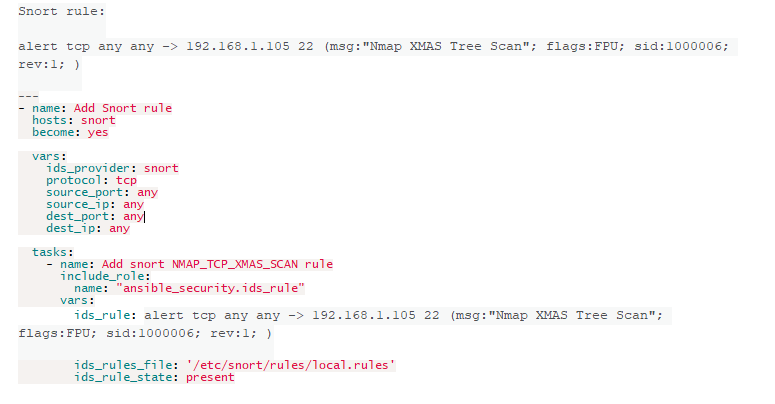 Snort rule:
alert tcp any any -> 192.168.1.105 22 (msg:"Nmap XMAS Tree Scan"; flags:FPU; sid:1000006;
rev:1; )
---
- name: Add Snort rule
  hosts: snort
  become: yes
  vars:
    ids_provider: snort
    protocol: tcp
    source_port: any
    source_ip: any
    dest_port: any
    dest_ip: any
  tasks:
    - name: Add snort NMAP_TCP_XMAS_SCAN rule
      include_role:
        name: "ansible_security.ids_rule"
      vars:
        ids_rule: alert tcp any any -> 192.168.1.105 22 (msg:"Nmap XMAS Tree Scan";
flags:FPU; sid:1000006; rev:1; )
        ids_rules_file: '/etc/snort/rules/local.rules'
        ids_rule_state: present